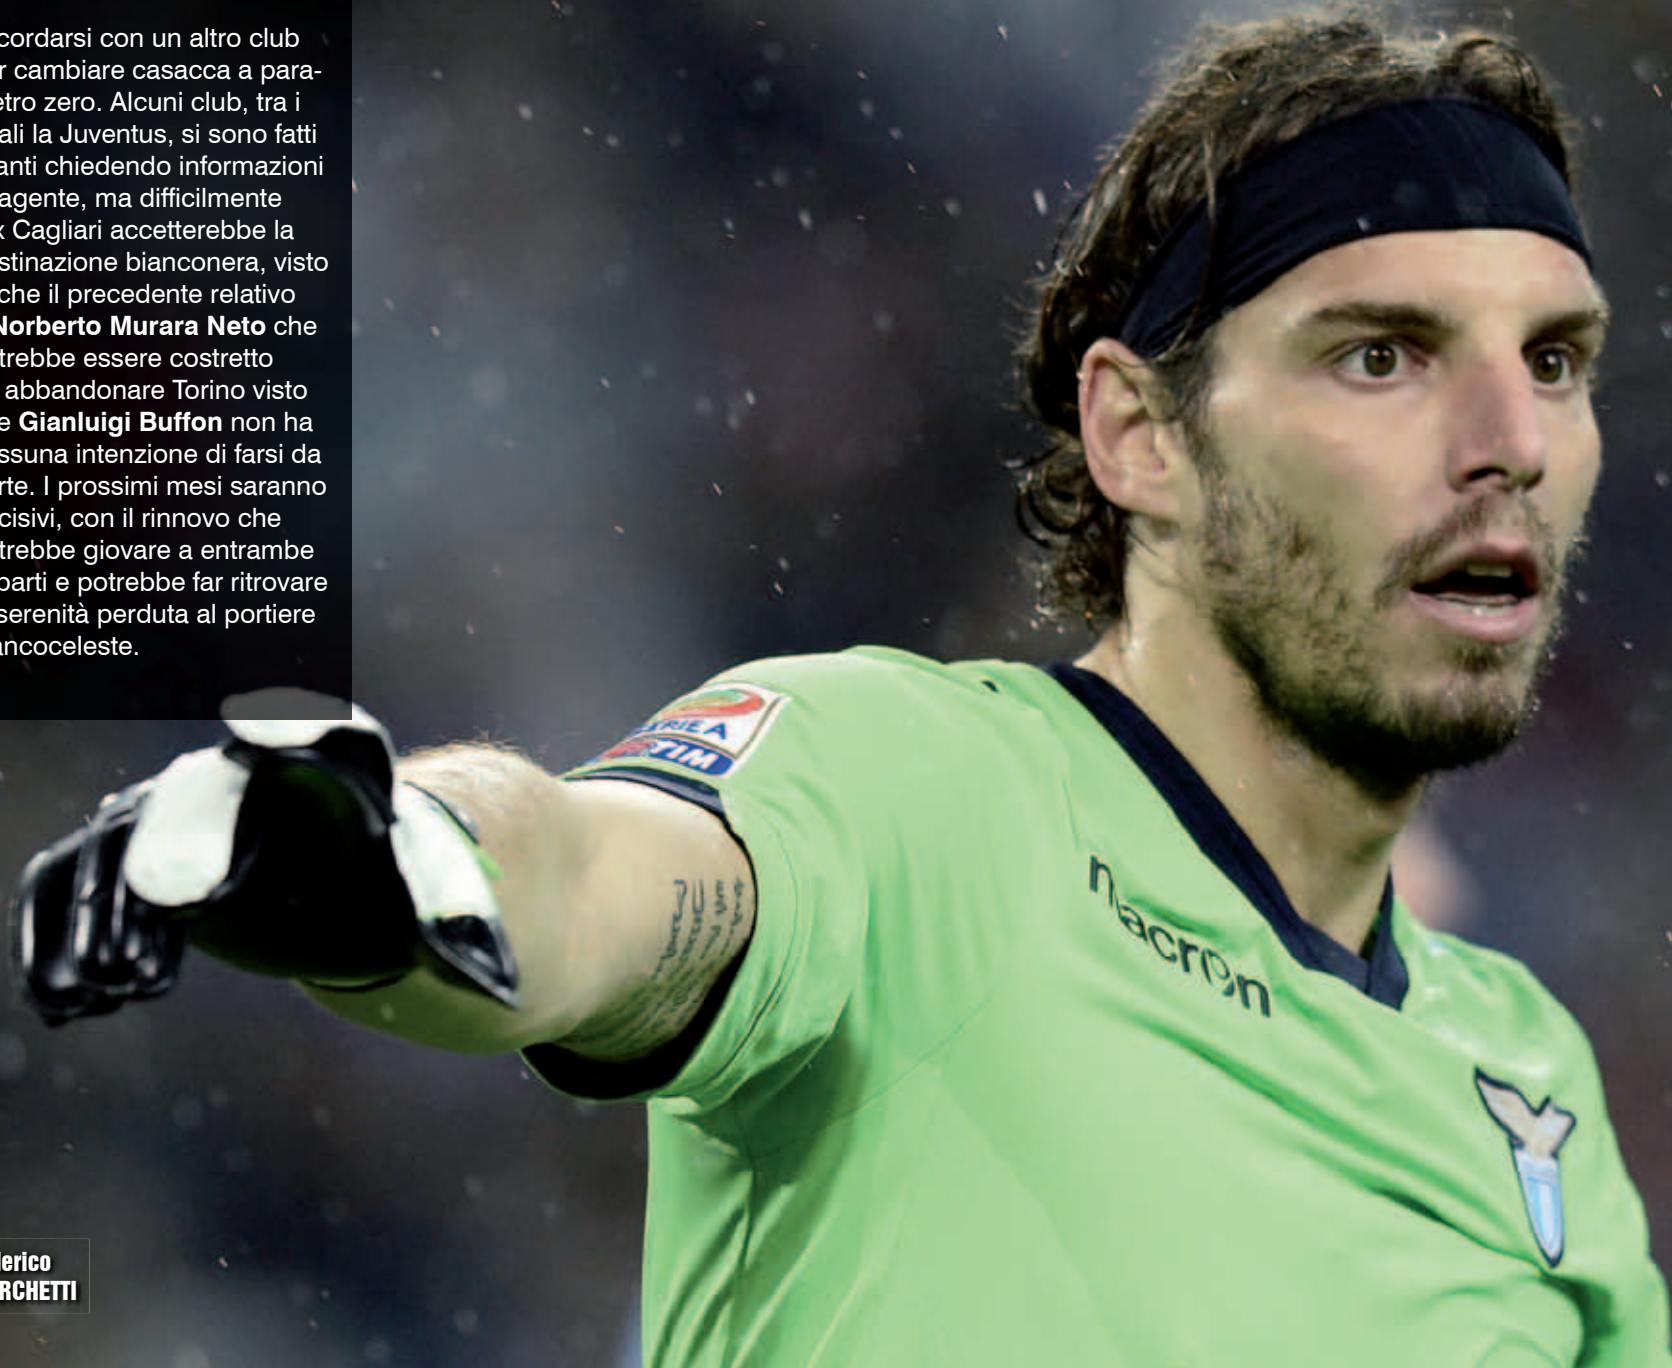 cordarsi con un altro club
r cambiare casacca a para-
etro zero. Alcuni club, tra i
ali la Juventus, si sono fatti
anti chiedendo informazioni
agente, ma difficilmente
x Cagliari accetterebbe la
stinazione bianconera, visto
che il precedente relativo
Norberto Murara Neto che
trebbe essere costretto
abbandonare Torino visto
e Gianluigi Buffon non ha
ssuna intenzione di farsi da
rte. I prossimi mesi saranno
cisivi, con il rinnovo che
trebbe giovare a entrambe
parti e potrebbe far ritrovare
serenità perduta al portiere
ancoceleste.
SERIE A
TIM
macron
lerico
RCHETTI